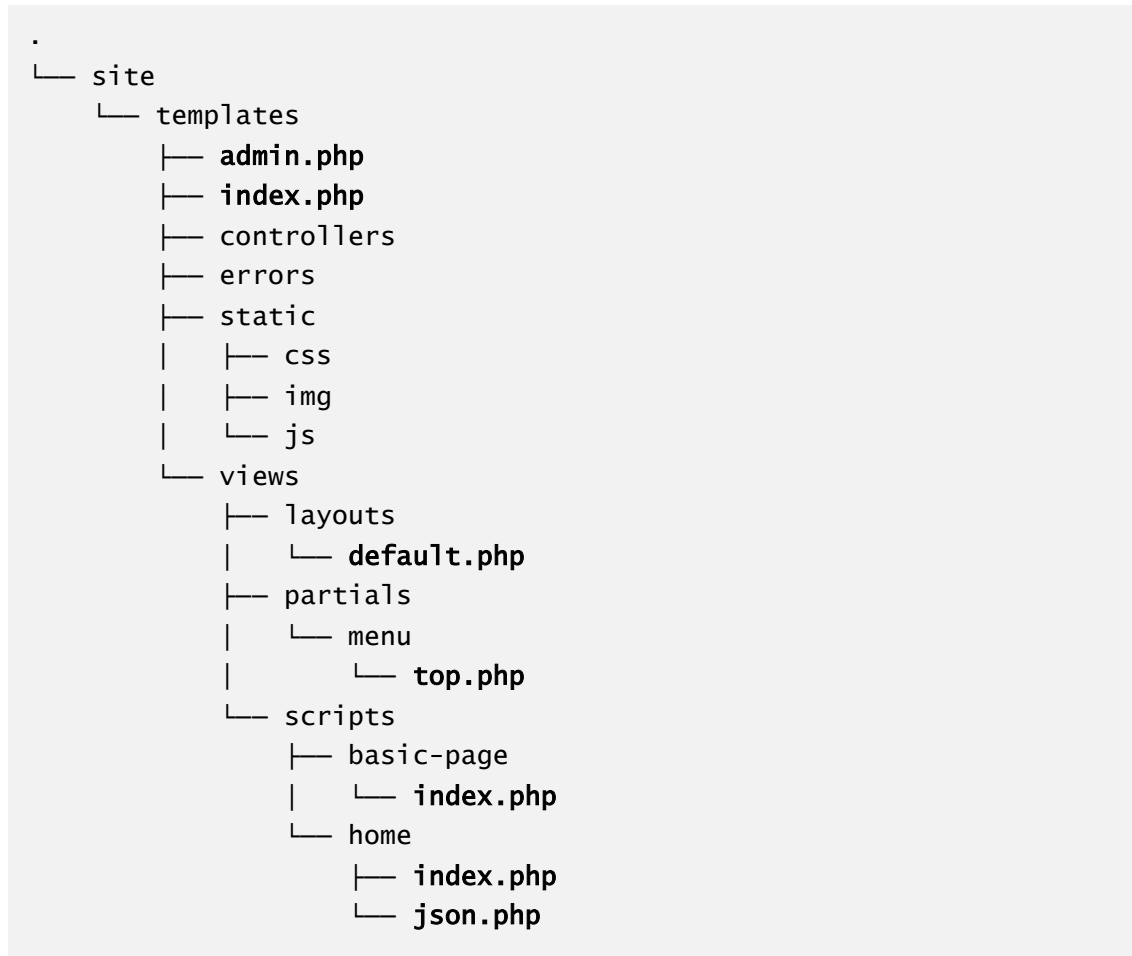 .
└── site
    └── templates
        ├── admin.php
        ├── index.php
        ├── controllers
        ├── errors
        ├── static
        │   ├── css
        │   ├── img
        │   └── js
        └── views
            ├── layouts
            │   └── default.php
            ├── partials
            │   └── menu
            │       └── top.php
            └── scripts
                ├── basic-page
                │   └── index.php
                └── home
                    ├── index.php
                    └── json.php